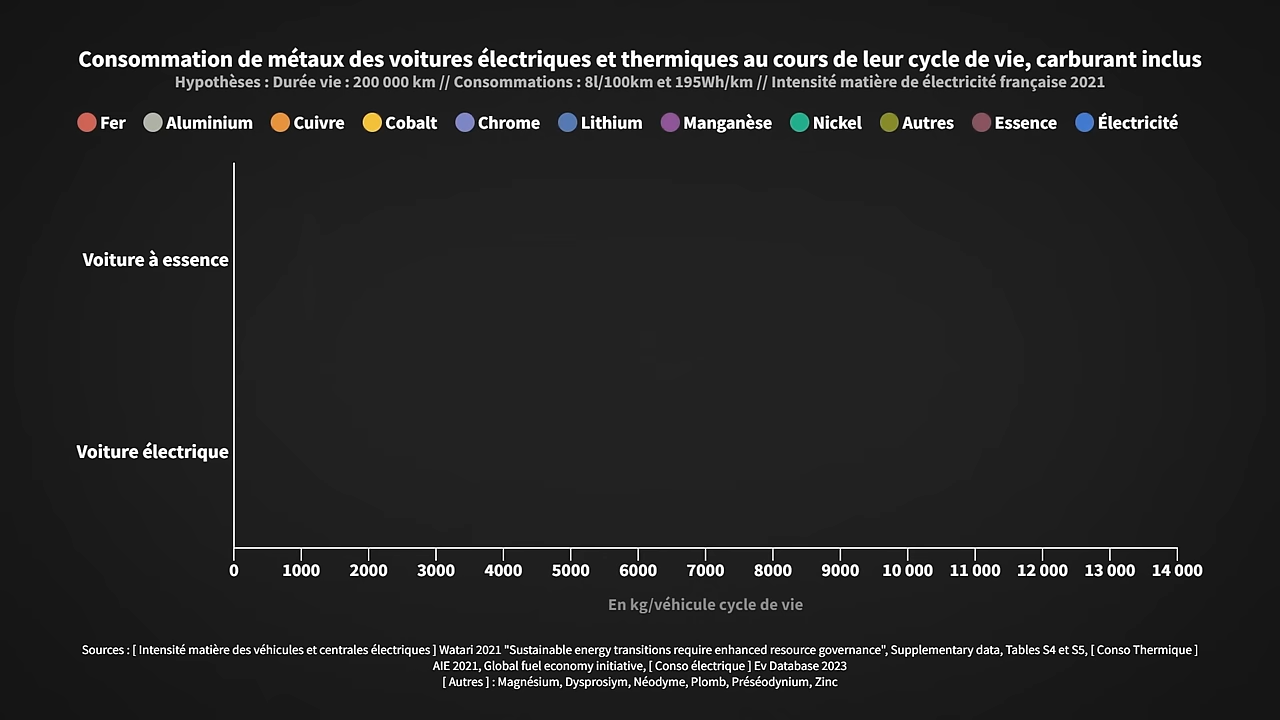 Consommation de métaux des voitures électriques et thermiques au cours de leur cycle de vie, carburant inclus
Hypothèses : Durée vie : 200 000 km // Consommations : 8l/100km et 195Wh/km // Intensité matière de électricité française 2021
Fer Aluminium Cuivre Cobalt Chrome Lithium Manganèse Nickel Autres Essence Électricité
Voiture à essence
Voiture électrique
0 1000 2000 3000 4000 5000 6000 7000 8000 9000 10 000 11 000 12 000 13 000 14 000
En kg/véhicule cycle de vie
Sources : [ Intensité matière des véhicules et centrales électriques ] Watari 2021 "Sustainable energy transitions require enhanced resource governance", Supplementary data, Tables S4 et S5, [ Conso Thermique ]
AIE 2021, Global fuel economy initiative, [ Conso électrique ] Ev Database 2023
[ Autres ] : Magnésium, Dysprosiym, Néodyme, Plomb, Préséodynium, Zinc